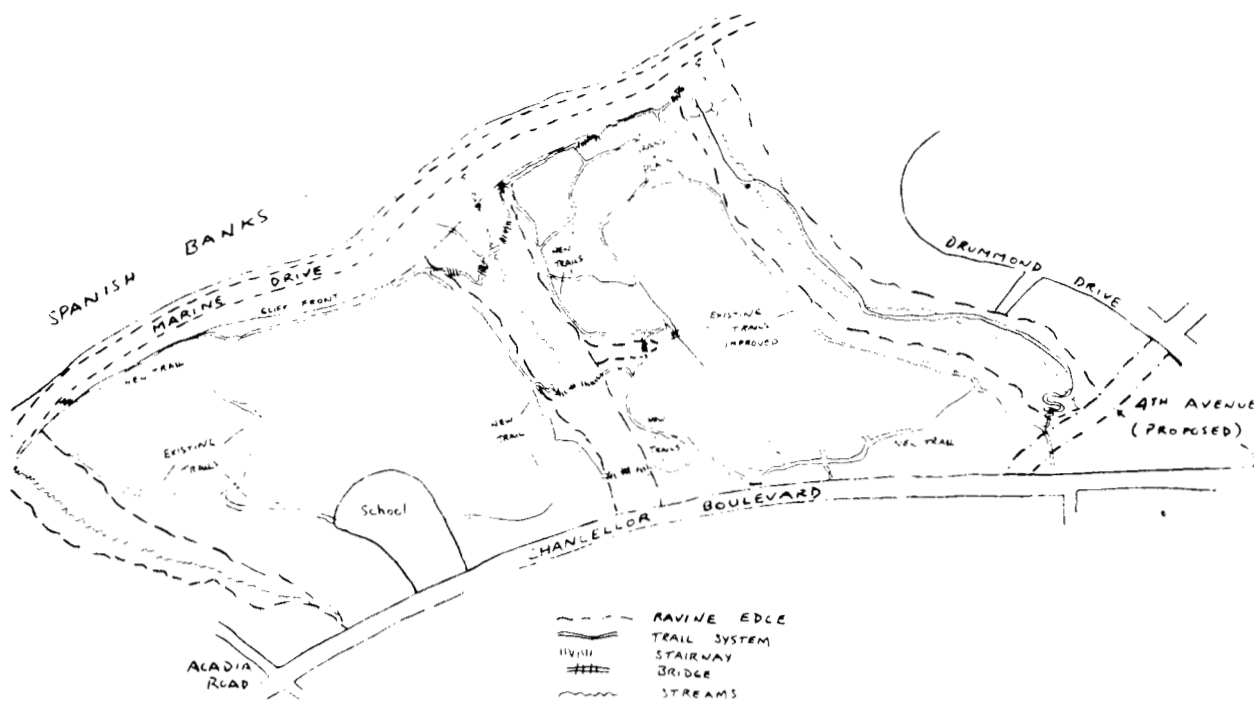 SPANISH BANKS
MARINE DRIVE
CLIFF FRONT
NEW TRAIL
EXISTING
TRAILS
School
NEW
TRAILS
EXISTING
TRAILS
IMPROVED
NEW
TRAIL
NEW
TRAILS
NEW TRAIL
DRUMMOND DRIVE
4TH AVENUE
(PROPOSED)
CHANCELLOR BOULEVARD
ACADIA
ROAD
RAVINE EDGE
TRAIL SYSTEM
STAIRWAY
BRIDGE
STREAMS